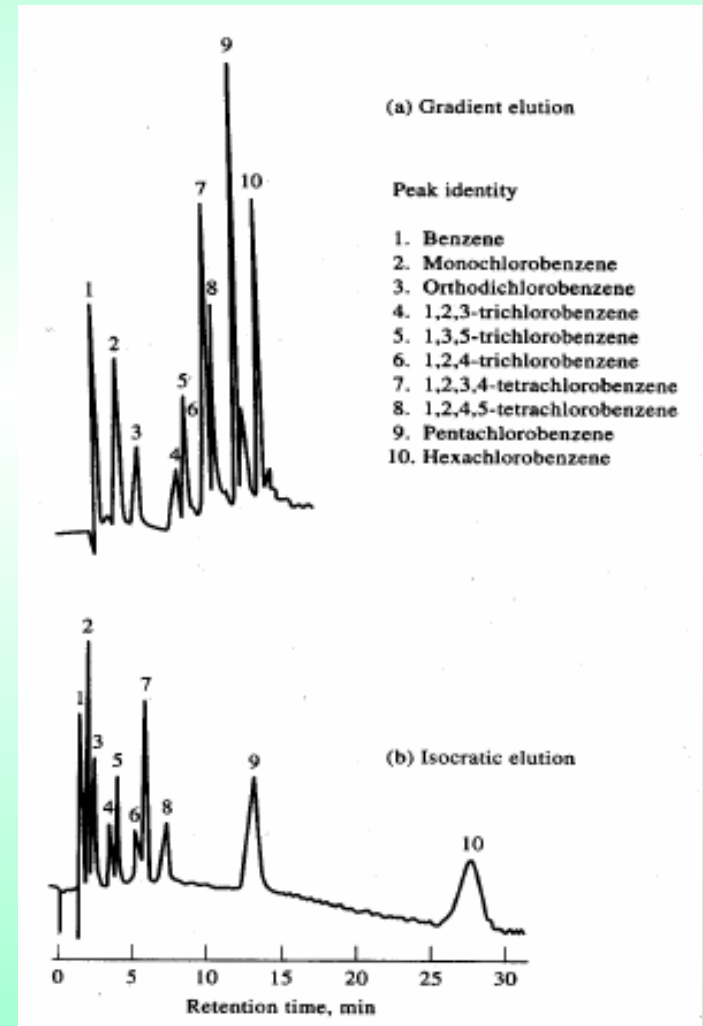 (a) Gradient elution
Peak identity
1. Benzene
2. Monochlorobenzene
3. Orthodichlorobenzene
4. 1,2,3-trichlorobenzene
5. 1,3,5-trichlorobenzene
6. 1,2,4-trichlorobenzene
7. 1,2,3,4-tetrachlorobenzene
8. 1,2,4,5-tetrachlorobenzene
9. Pentachlorobenzene
10. Hexachlorobenzene
1
2
3
4
5
6
7
8
9
10
(b) Isocratic elution
1
2
3
4
5
6
7
8
9
10
0 5 10 15 20 25 30
Retention time, min